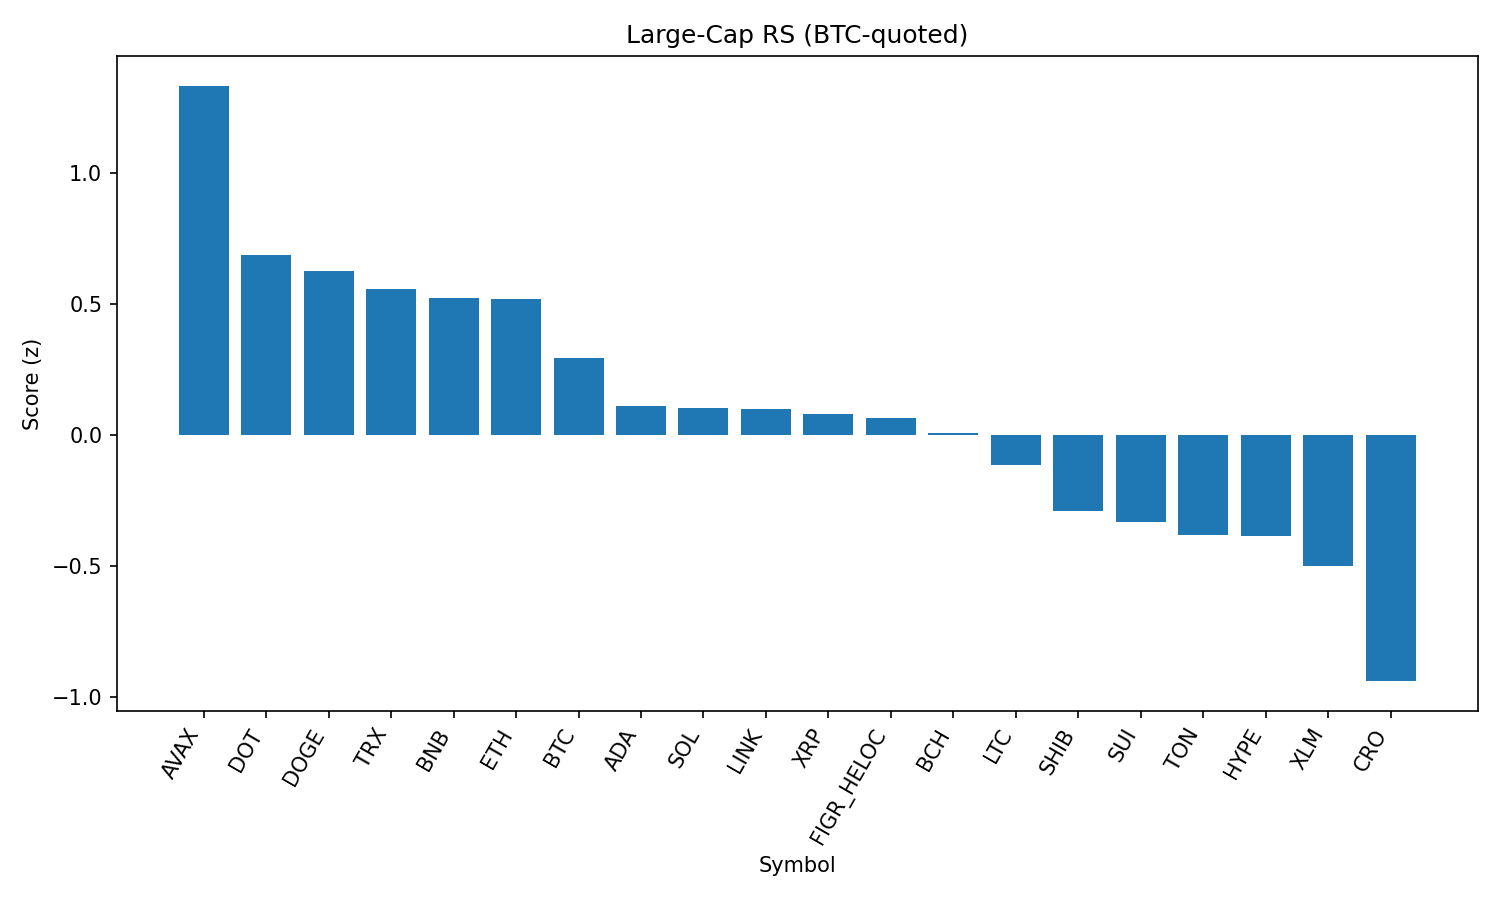 Large-Cap RS (BTC-quoted)
Score (z)
1.0
0.5
0.0
−0.5
−1.0
AVAX
DOT
DOGE
TRX
BNB
ETH
BTC
ADA
SOL
LINK
XRP
FIGR_HELOC
BCH
LTC
SHIB
SUI
TON
HYPE
XLM
CRO
Symbol